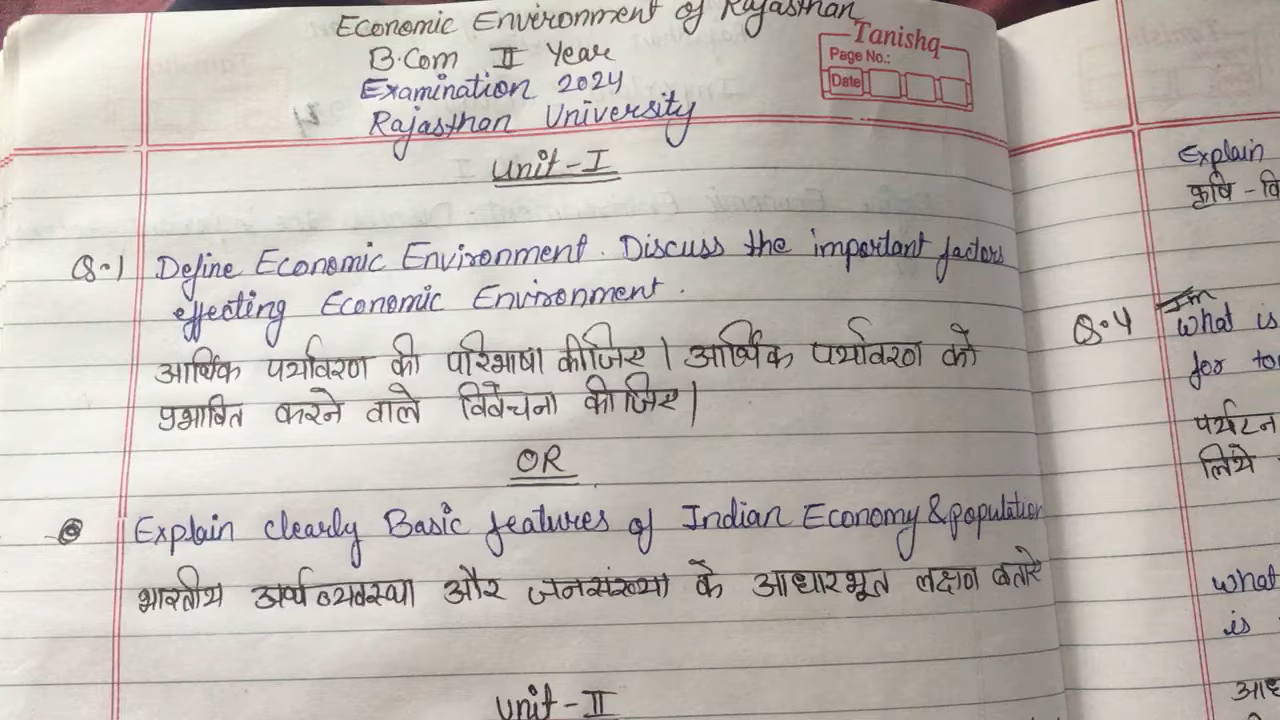 Economic Environment of Rajasthan
B.Com II Year
Examination 2024
Rajasthan University
Tanishq
Page No.:
Date
Unit-I
Q.1 Define Economic Environment. Discuss the important factors
effecting Economic Environment.
आर्थिक पर्यावरण की परिभाषा कीजिए। आर्थिक पर्यावरण को
प्रभावित करने वाले विवेचना कीजिए।
OR
Explain clearly Basic features of Indian Economy & population
भारतीय अर्थव्यवस्था और जनसंख्या के आधारभूत लक्षण बताऐ
Unit-II
Explain
कृषि -
Im
Q.4 What is
for
पर्यटन
लिये
what
is